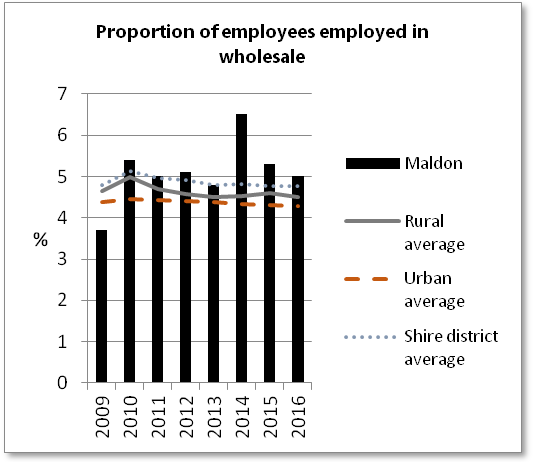 Proportion of employees employed in
wholesale
7
6
5
4
3
2
1
0
%
2009
2010
2011
2012
2013
2014
2015
2016
Maldon
Rural
average
Urban
average
Shire district
average